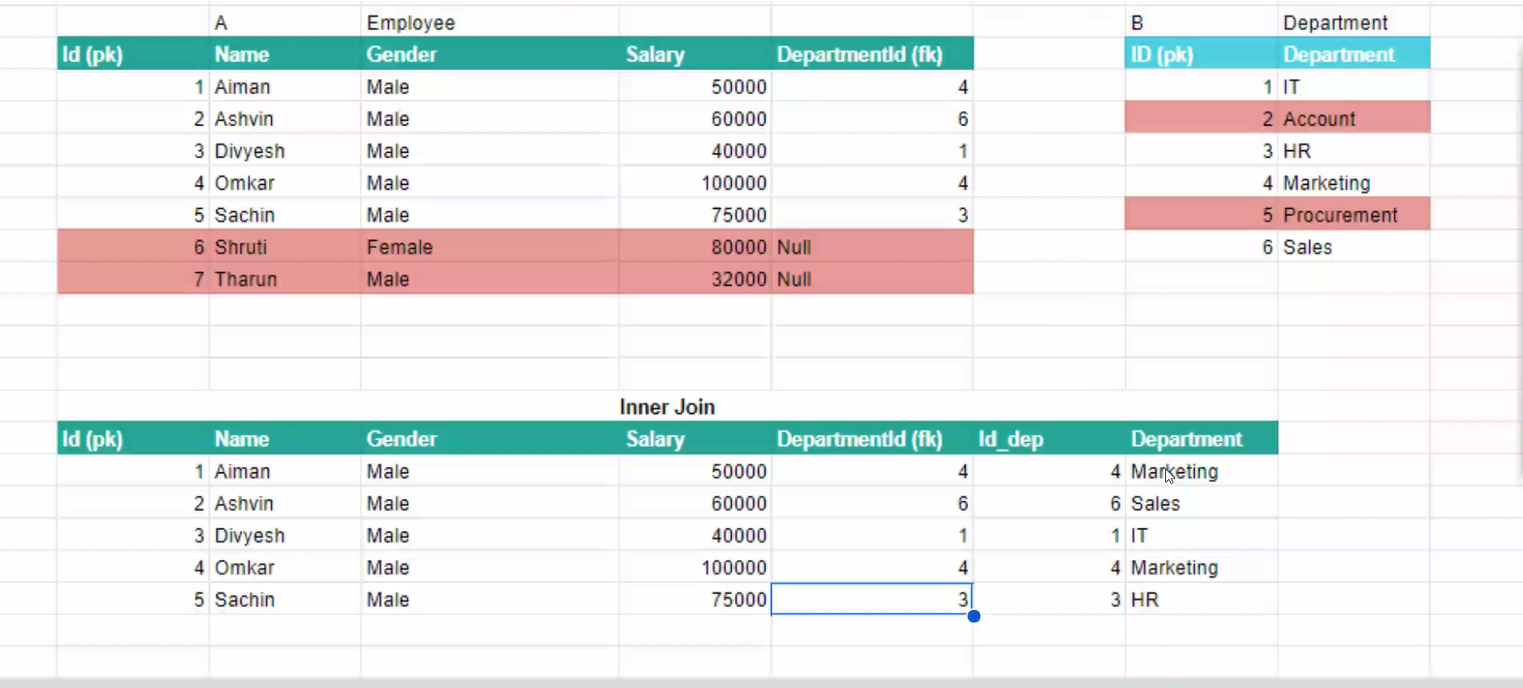 A Employee B Department
Id (pk) Name Gender Salary DepartmentId (fk) ID (pk) Department
1 Aiman Male 50000 4 1 IT
2 Ashvin Male 60000 6 2 Account
3 Divyesh Male 40000 1 3 HR
4 Omkar Male 100000 4 4 Marketing
5 Sachin Male 75000 3 5 Procurement
6 Shruti Female 80000 Null 6 Sales
7 Tharun Male 32000 Null
Inner Join
Id (pk) Name Gender Salary DepartmentId (fk) Id_dep Department
1 Aiman Male 50000 4 4 Marketing
2 Ashvin Male 60000 6 6 Sales
3 Divyesh Male 40000 1 1 IT
4 Omkar Male 100000 4 4 Marketing
5 Sachin Male 75000 3 3 HR